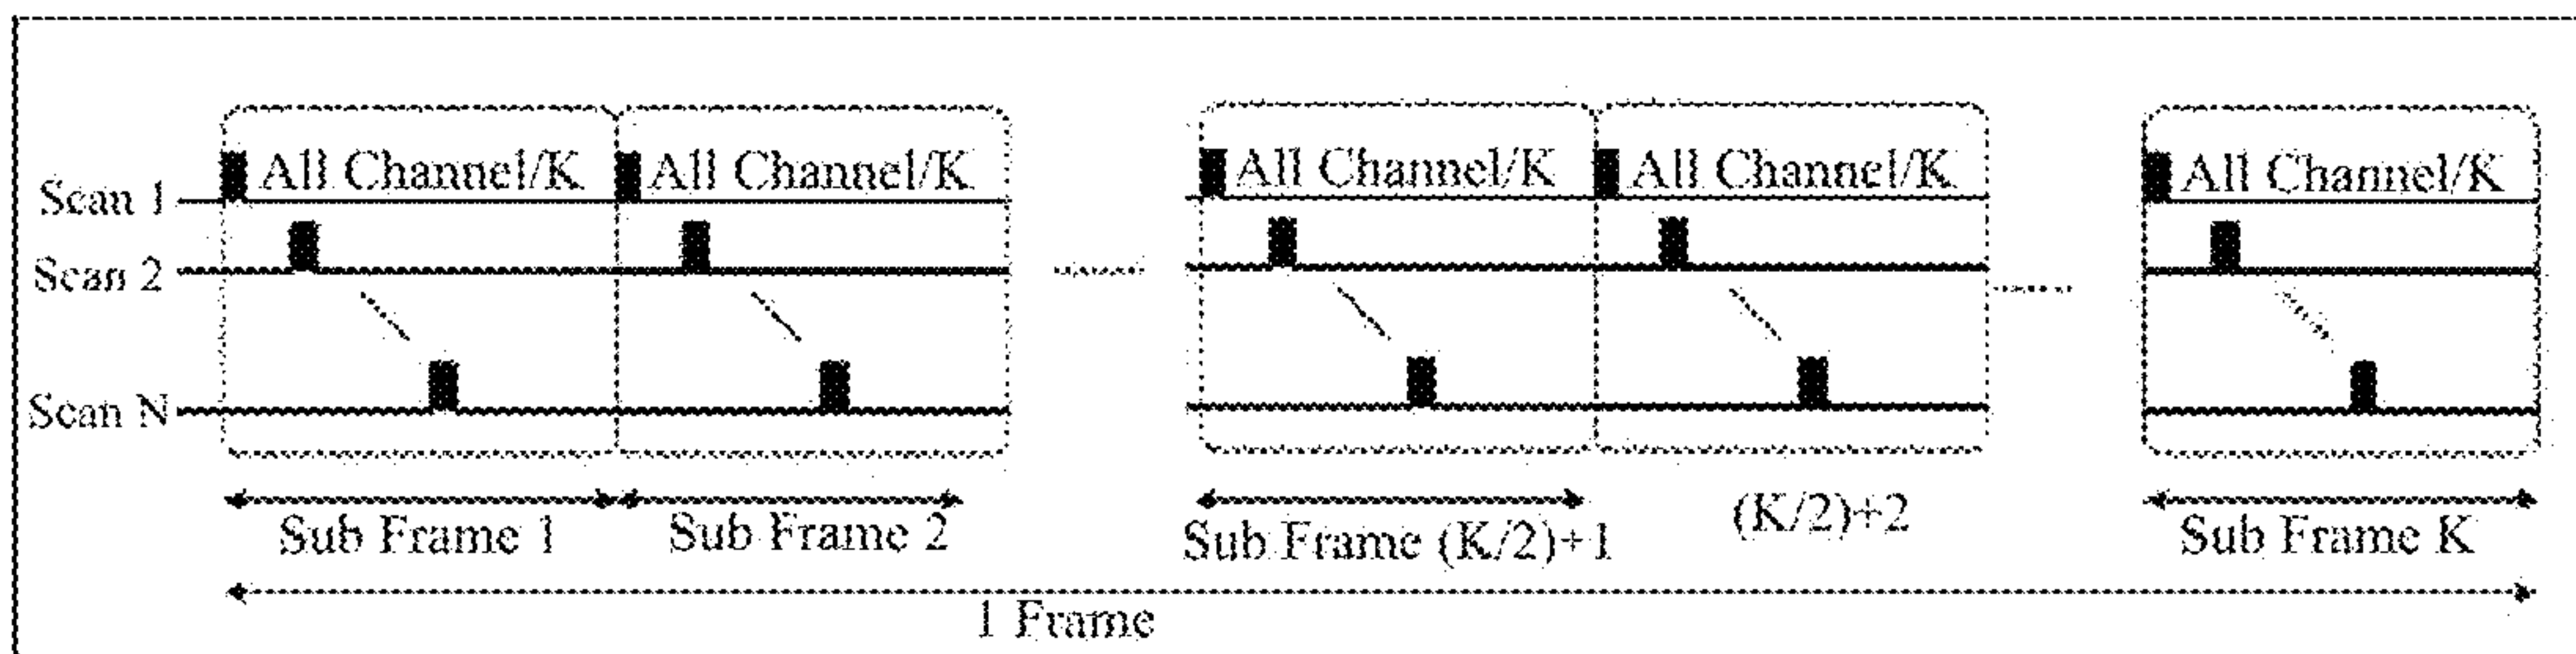 All Channel/K All Channel/K All Channel/K All Channel/K All Channel/K
Scan 1
Scan 2
Scan N
Sub Frame 1 Sub Frame 2 Sub Frame (K/2)+1 (K/2)+2 Sub Frame K
1 Frame